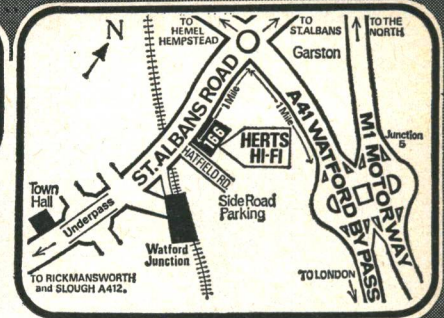 N
TO
HEMEL
HEMPSTEAD
TO
ST.ALBANS
TO THE
NORTH
Garston
ST.ALBANS ROAD
1 Mile
1 Mile
A41 WATFORD BY PASS
M1 MOTORWAY
Junction
5
166
HERTS
HI-FI
HATFIELD RD.
Side Road
Parking
Town
Hall
Underpass
Watford
Junction
TO RICKMANSWORTH
and SLOUGH A412.
TO LONDON